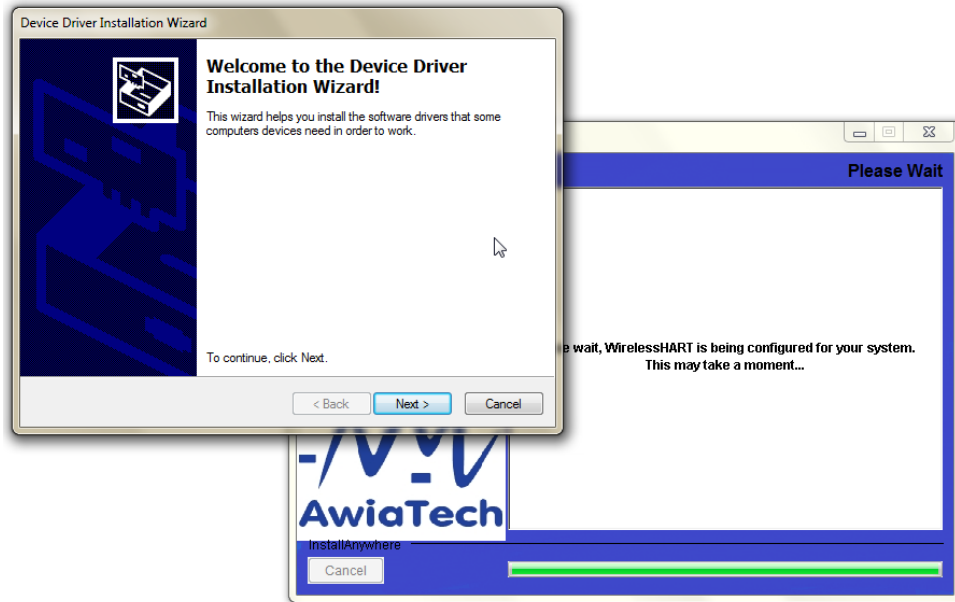 Device Driver Installation Wizard
Welcome to the Device Driver
Installation Wizard!
This wizard helps you install the software drivers that some
computers devices need in order to work.
To continue, click Next.
< Back
Next >
Cancel
Please Wait
wait, WirelessHART is being configured for your system.
This may take a moment...
AwiaTech
InstallAnywhere
Cancel